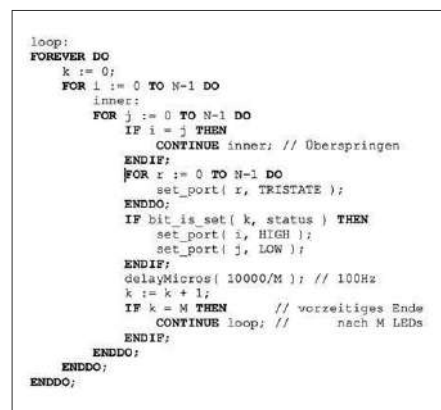 loop:
FOREVER DO
k := 0;
FOR i := 0 TO N-1 DO
inner:
FOR j := 0 TO N-1 DO
IF i = j THEN
CONTINUE inner; // Überspringen
ENDIF;
FOR r := 0 TO N-1 DO
set_port( r, TRISTATE );
ENDDO;
IF bit_is_set( k, status ) THEN
set_port( i, HIGH );
set_port( j, LOW );
ENDIF;
delayMicros( 10000/M ); // 100Hz
k := k + 1;
IF k = M THEN // vorzeitiges Ende
CONTINUE loop; // nach M LEDs
ENDIF;
ENDDO;
ENDDO;
ENDDO;